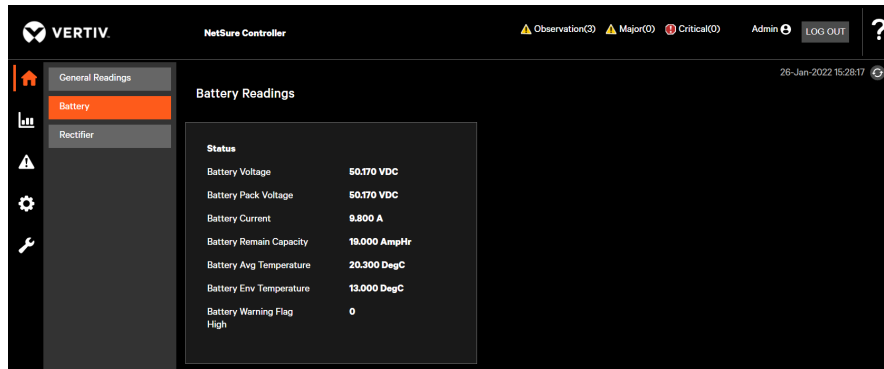 VERTIV.
NetSure Controller
Observation(3) Major(0) Critical(0)
Admin
LOG OUT
?
26-Jan-2022 15:28:17
General Readings
Battery
Rectifier
Battery Readings
Status
Battery Voltage 50.170 VDC
Battery Pack Voltage 50.170 VDC
Battery Current 9.800 A
Battery Remain Capacity 19.000 AmpHr
Battery Avg Temperature 20.300 DegC
Battery Env Temperature 13.000 DegC
Battery Warning Flag 0
High